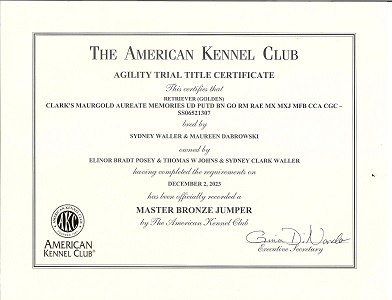 THE AMERICAN KENNEL CLUB
AGILITY TRIAL TITLE CERTIFICATE
This certifies that
RETRIEVER (GOLDEN)
CLARK'S MAURGOLD AUREATE MEMORIES UD PUTD BN GO RM RAE MX MXJ MFB CCA CGC ~
SS06521307
bred by
SYDNEY WALLER & MAUREEN DABROWSKI
owned by
ELINOR BRADT POSEY & THOMAS W JOHNS & SYDNEY CLARK WALLER
having completed the requirements on
DECEMBER 2, 2023
has been officially recorded a
MASTER BRONZE JUMPER
by The American Kennel Club
AKC
AMERICAN
KENNEL CLUB®
Executive Secretary